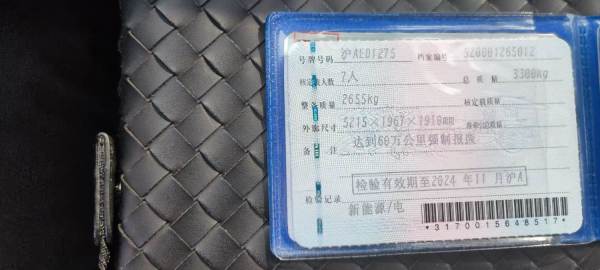 号牌号码 沪AED1275 档案编号 520001265012
核定载人数 7人 总质量 3300kg
整备质量 2655kg 核定载质量
外廓尺寸 5215×1967×1910mm 准牵引总质量
备注 达到60万公里强制报废
检验有效期至2024年11月沪A
检验记录
新能源/电
*3170015648517*